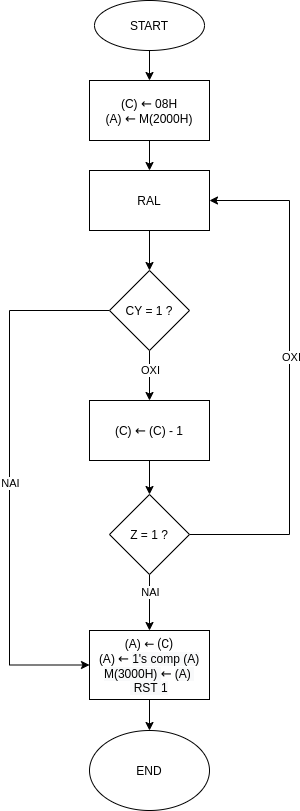 START
(C) ← 08H
(A) ← M(2000H)
RAL
CY = 1 ?
OXI
(C) ← (C) - 1
OXI
NAI
Z = 1 ?
NAI
(A) ← (C)
(A) ← 1's comp (A)
M(3000H) ← (A)
RST 1
END